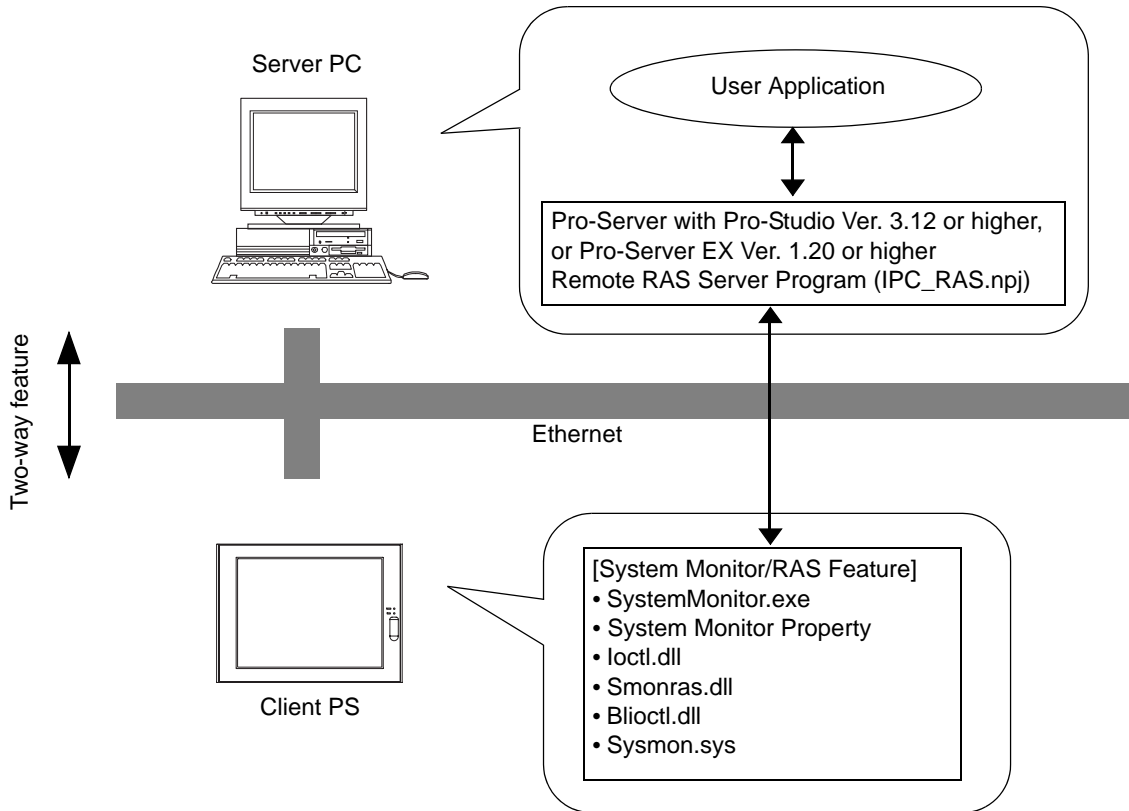 Server PC
User Application
Pro-Server with Pro-Studio Ver. 3.12 or higher,
or Pro-Server EX Ver. 1.20 or higher
Remote RAS Server Program (IPC_RAS.npj)
Two-way feature
Ethernet
Client PS
[System Monitor/RAS Feature]
• SystemMonitor.exe
• System Monitor Property
• Ioctl.dll
• Smonras.dll
• Blioctl.dll
• Sysmon.sys